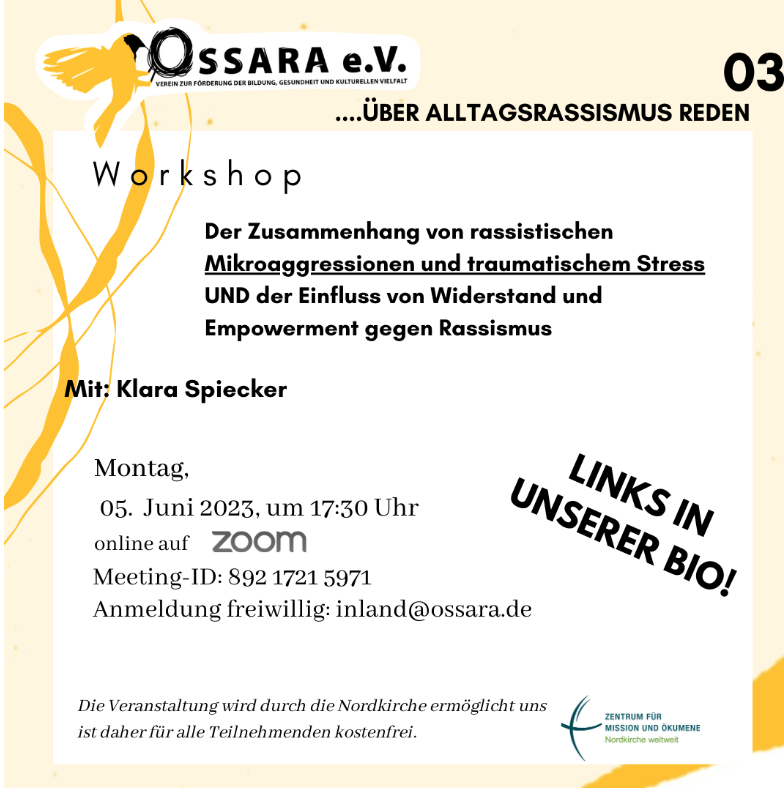 OSSARA e.V.
VEREIN ZUR FÖRDERUNG DER BILDUNG, GESUNDHEIT UND KULTURELLEN VIELFALT
03
....ÜBER ALLTAGSRASSISMUS REDEN
Workshop
Der Zusammenhang von rassistischen
Mikroaggressionen und traumatischem Stress
UND der Einfluss von Widerstand und
Empowerment gegen Rassismus
Mit: Klara Spiecker
Montag,
05. Juni 2023, um 17:30 Uhr
online auf zoom
Meeting-ID: 892 1721 5971
Anmeldung freiwillig: inland@ossara.de
LINKS IN
UNSERER BIO!
Die Veranstaltung wird durch die Nordkirche ermöglicht uns
ist daher für alle Teilnehmenden kostenfrei.
ZENTRUM FÜR
MISSION UND ÖKUMENE
Nordkirche weltweit